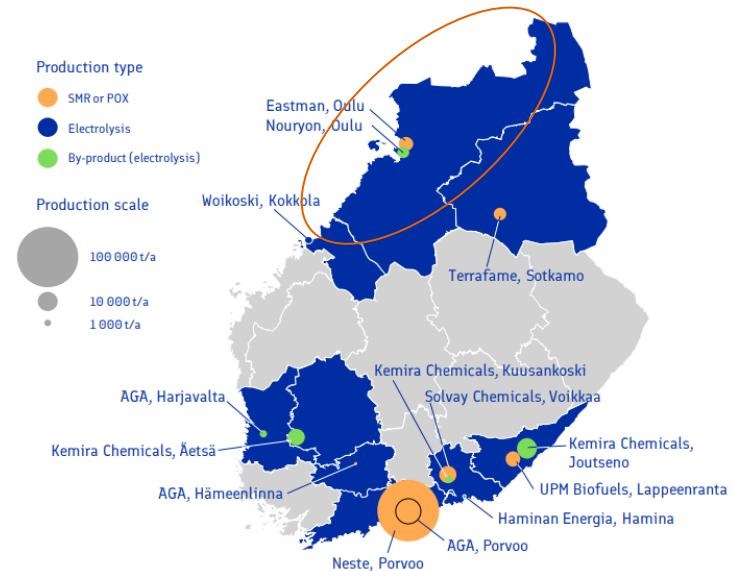 Production type
SMR or POX
Electrolysis
By-product (electrolysis)
Production scale
100 000 t/a
10 000 t/a
1 000 t/a
Eastman, Oulu
Nouryon, Oulu
Woikoski, Kokkola
Terrafame, Sotkamo
Kemira Chemicals, Kuusankoski
Solvay Chemicals, Voikkaa
AGA, Harjavalta
Kemira Chemicals, Äetsä
Kemira Chemicals,
Joutseno
UPM Biofuels, Lappeenranta
AGA, Hämeenlinna
Haminan Energia, Hamina
AGA, Porvoo
Neste, Porvoo